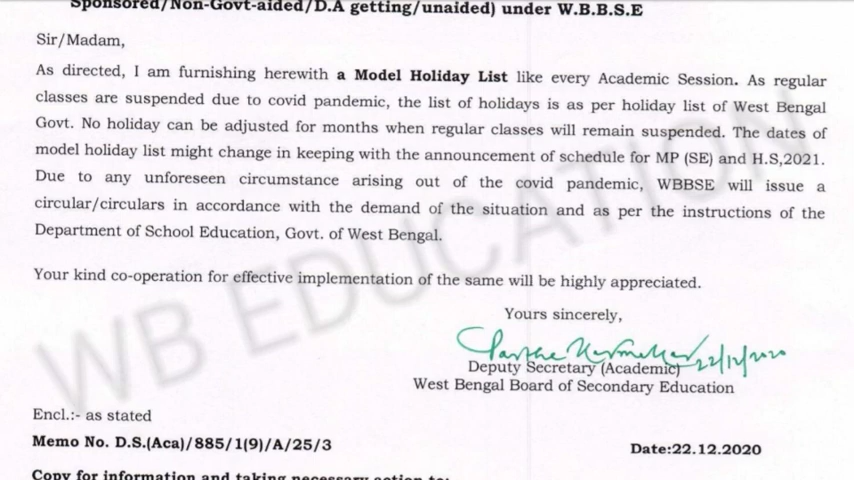 Sponsored/Non-Govt-aided/D.A getting/unaided) under W.B.B.S.E
Sir/Madam,
As directed, I am furnishing herewith a Model Holiday List like every Academic Session. As regular
classes are suspended due to covid pandemic, the list of holidays is as per holiday list of West Bengal
Govt. No holiday can be adjusted for months when regular classes will remain suspended. The dates of
model holiday list might change in keeping with the announcement of schedule for MP (SE) and H.S,2021.
Due to any unforeseen circumstance arising out of the covid pandemic, WBBSE will issue a
circular/circulars in accordance with the demand of the situation and as per the instructions of the
Department of School Education, Govt. of West Bengal.
Your kind co-operation for effective implementation of the same will be highly appreciated.
WB EDUCATION
Yours sincerely,
22/12/2020
Deputy Secretary (Academic)
West Bengal Board of Secondary Education
Encl.:- as stated
Memo No. D.S.(Aca)/885/1(9)/A/25/3
Date:22.12.2020
Copy for information and taking necessary action to: